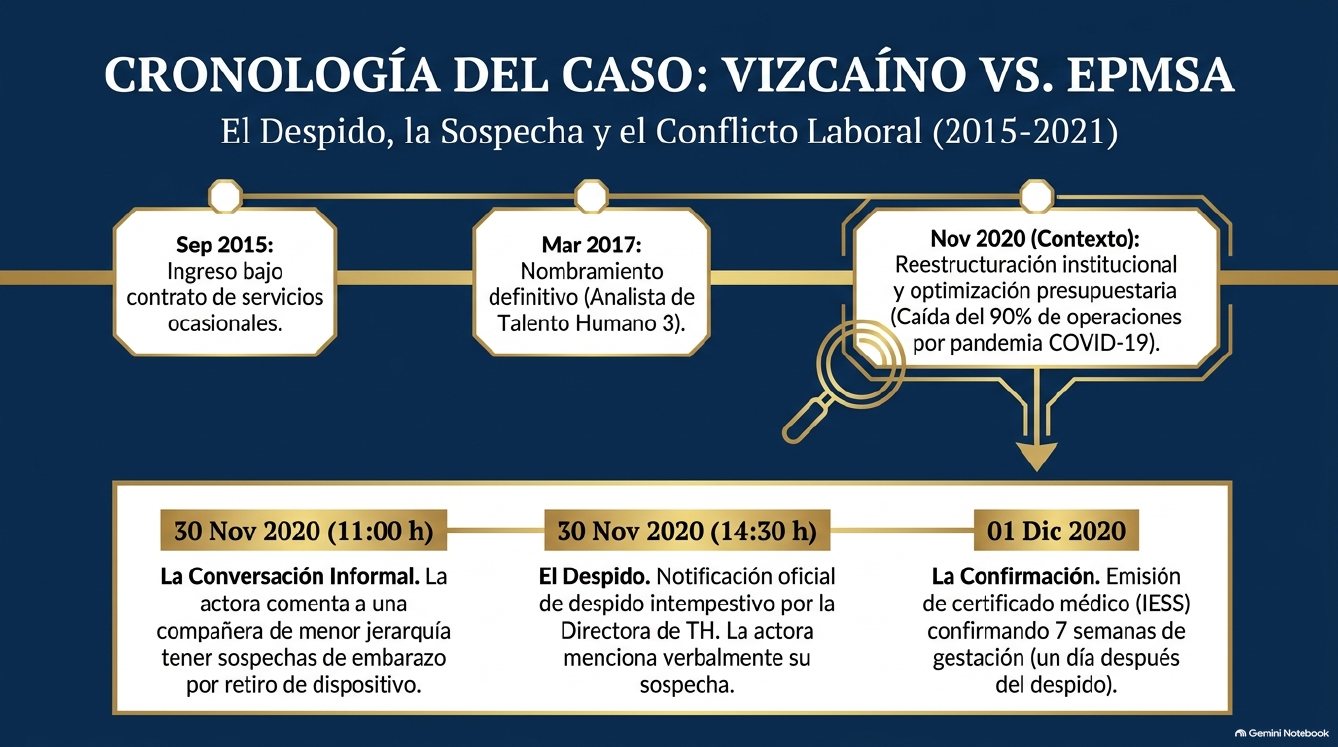 CRONOLOGÍA DEL CASO: VIZCAÍNO VS. EPMSA
El Despido, la Sospecha y el Conflicto Laboral (2015-2021)
Sep 2015:
Ingreso bajo
contrato de servicios
ocasionales.
Mar 2017:
Nombramiento
definitivo (Analista de
Talento Humano 3).
Nov 2020 (Contexto):
Reestructuración institucional
y optimización presupuestaria
(Caída del 90% de operaciones
por pandemia COVID-19).
30 Nov 2020 (11:00 h)
La Conversación Informal. La
actora comenta a una
compañera de menor jerarquía
tener sospechas de embarazo
por retiro de dispositivo.
30 Nov 2020 (14:30 h)
El Despido. Notificación oficial
de despido intempestivo por la
Directora de TH. La actora
menciona verbalmente su
sospecha.
01 Dic 2020
La Confirmación. Emisión
de certificado médico (IESS)
confirmando 7 semanas de
gestación (un día después
del despido).
Gemini Notebook